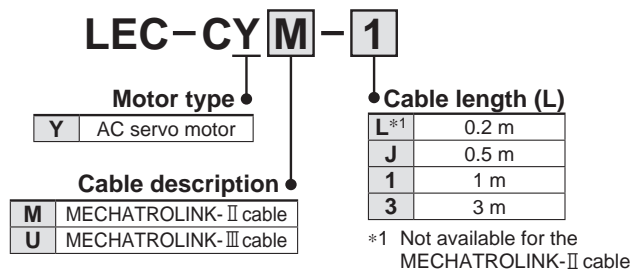 LEC-CYM-1
Motor type
Y AC servo motor
Cable description
M MECHATROLINK-Ⅱ cable
U MECHATROLINK-Ⅲ cable
Cable length (L)
L*1 0.2 m
J 0.5 m
1 1 m
3 3 m
*1 Not available for the
MECHATROLINK-Ⅱ cable